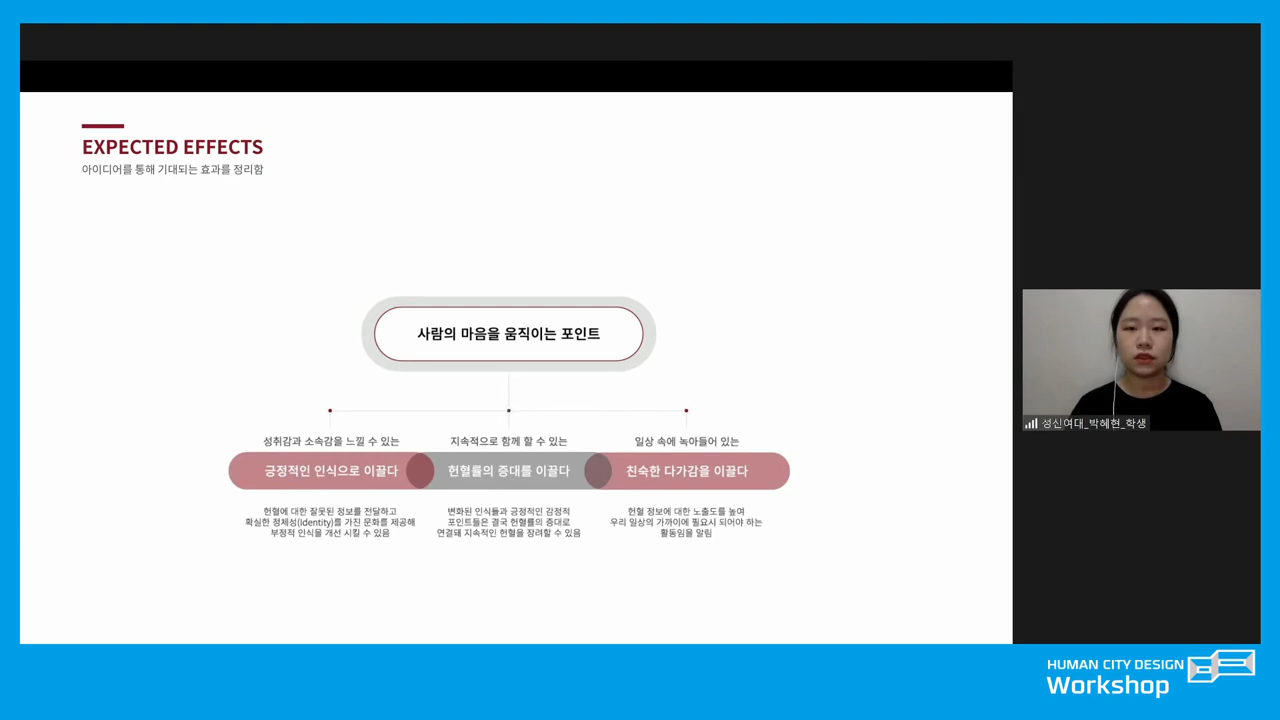 EXPECTED EFFECTS
아이디어를 통해 기대되는 효과를 정리함
사람의 마음을 움직이는 포인트
성취감과 소속감을 느낄 수 있는
긍정적인 인식으로 이끌다
헌혈에 대한 잘못된 정보를 전달하고
확실한 정체성(Identity)를 가진 문화를 제공해
부정적 인식을 개선 시킬 수 있음
지속적으로 함께 할 수 있는
헌혈률의 증대를 이끌다
변화된 인식들과 긍정적인 감정적
포인트들은 결국 헌혈률의 증대로
연결돼 지속적인 헌혈을 장려할 수 있음
일상 속에 녹아들어 있는
친숙한 다가감을 이끌다
헌혈 정보에 대한 노출도를 높여
우리 일상의 가까이에 필요시 되어야 하는
활동임을 알림
성신여대_박혜현_학생
HUMAN CITY DESIGN
Workshop